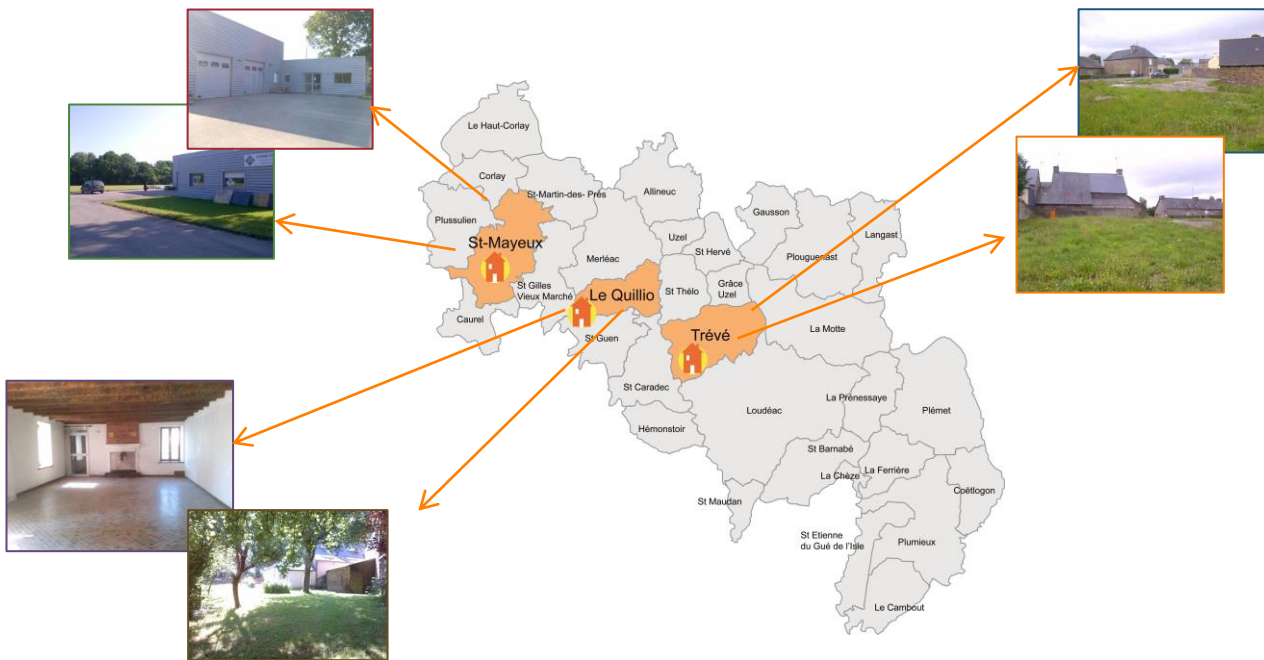 Le Haut-Corlay
Corlay
St-Martin-des- Prés
Allineuc
Plussulien
Gausson
Langast
St-Mayeux
Uzel
St Hervé
Merléac
Plouguenast
St Gilles
Vieux Marché
Le Quillio
St Thélo
Grâce
Uzel
Caurel
St Guen
Trévé
La Motte
St Caradec
Loudéac
La Prénessaye
Plémet
Hémonstoir
St Barnabé
La Chèze
La Ferrière
Coëtlogon
St Maudan
St Etienne
du Gué de l'Isle
Plumieux
Le Cambout